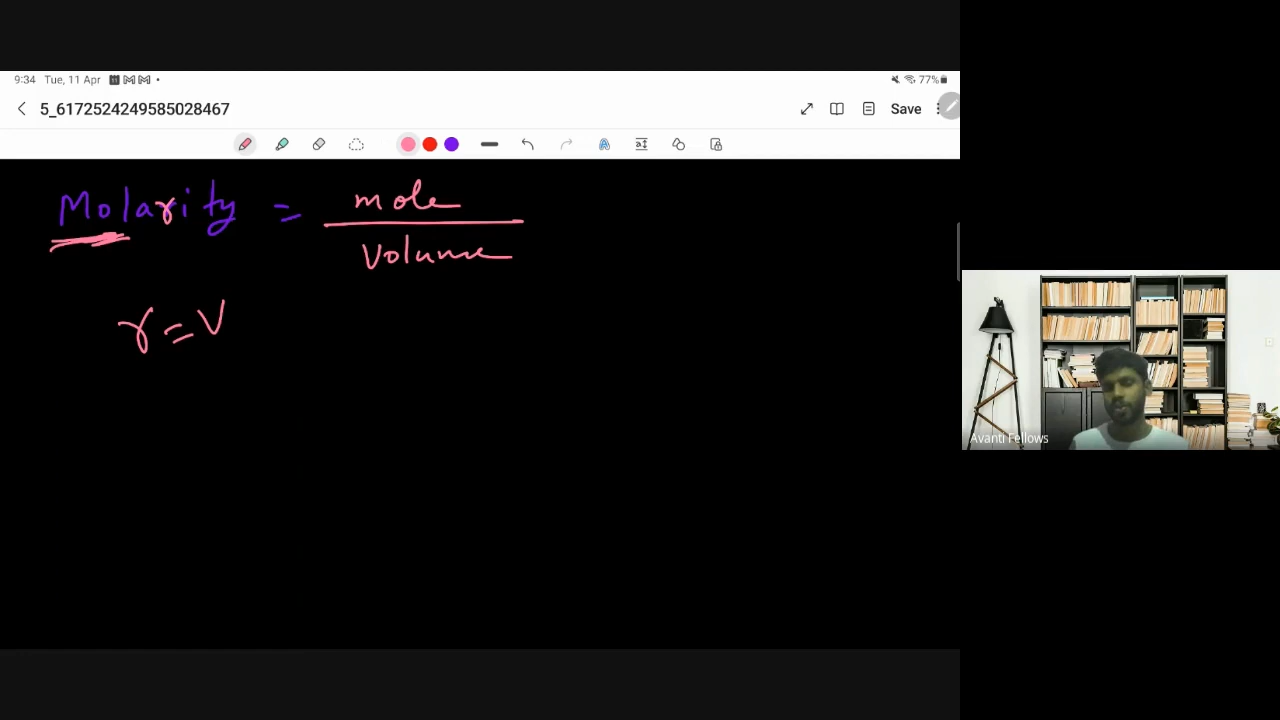 9:34 Tue, 11 Apr
77%
5_6172524249585028467
Save
Molarity = mole
volume
r = V
Avanti Fellows